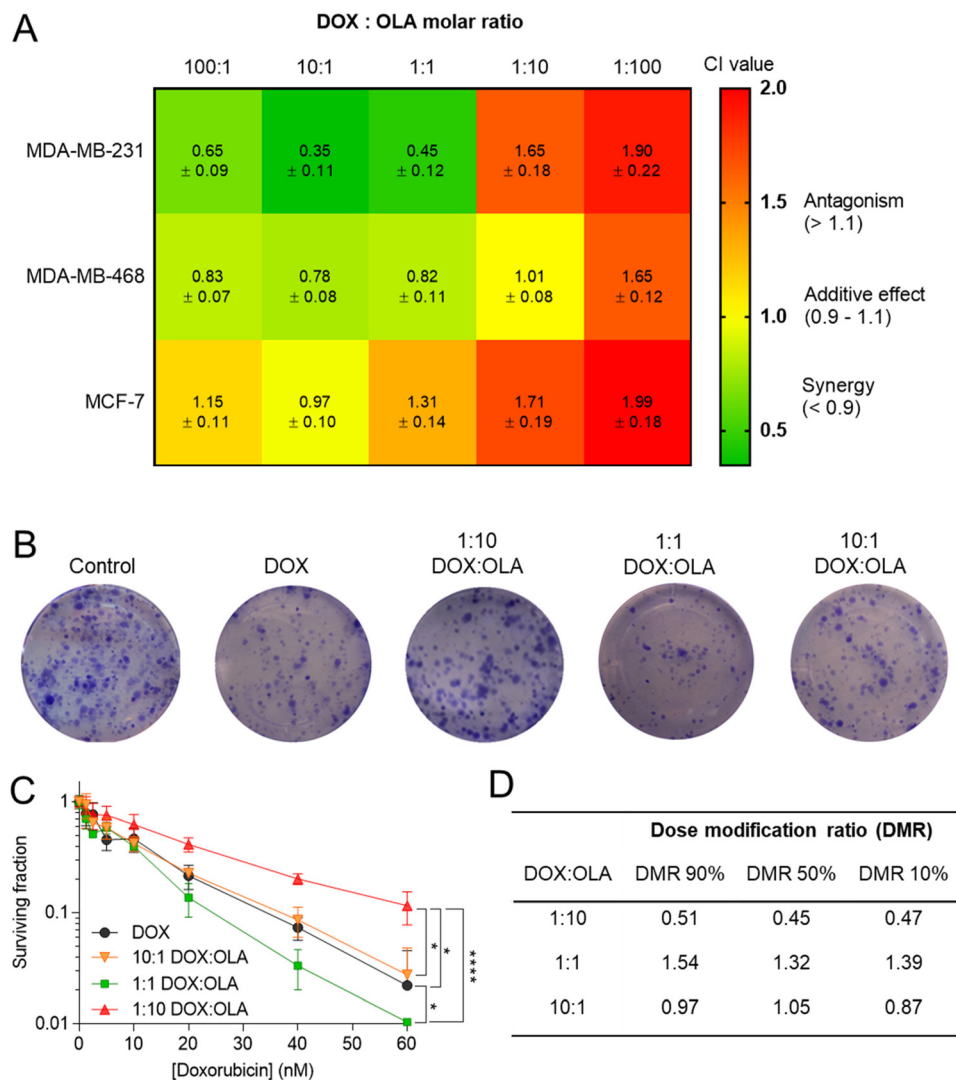 A
DOX : OLA molar ratio
100:1 10:1 1:1 1:10 1:100 CI value
MDA-MB-231
0.65 0.35 0.45 1.65 1.90
± 0.09 ± 0.11 ± 0.12 ± 0.18 ± 0.22
MDA-MB-468
0.83 0.78 0.82 1.01 1.65
± 0.07 ± 0.08 ± 0.11 ± 0.08 ± 0.12
MCF-7
1.15 0.97 1.31 1.71 1.99
± 0.11 ± 0.10 ± 0.14 ± 0.19 ± 0.18
2.0
1.5
1.0
0.5
Antagonism
(> 1.1)
Additive effect
(0.9 - 1.1)
Synergy
(< 0.9)
B
Control
DOX
1:10
DOX:OLA
1:1
DOX:OLA
10:1
DOX:OLA
C
Surviving fraction
1
0.1
0.01
DOX
10:1 DOX:OLA
1:1 DOX:OLA
1:10 DOX:OLA
*
*
*
****
0 10 20 30 40 50 60
[Doxorubicin] (nM)
D
Dose modification ratio (DMR)
DOX:OLA DMR 90% DMR 50% DMR 10%
1:10 0.51 0.45 0.47
1:1 1.54 1.32 1.39
10:1 0.97 1.05 0.87